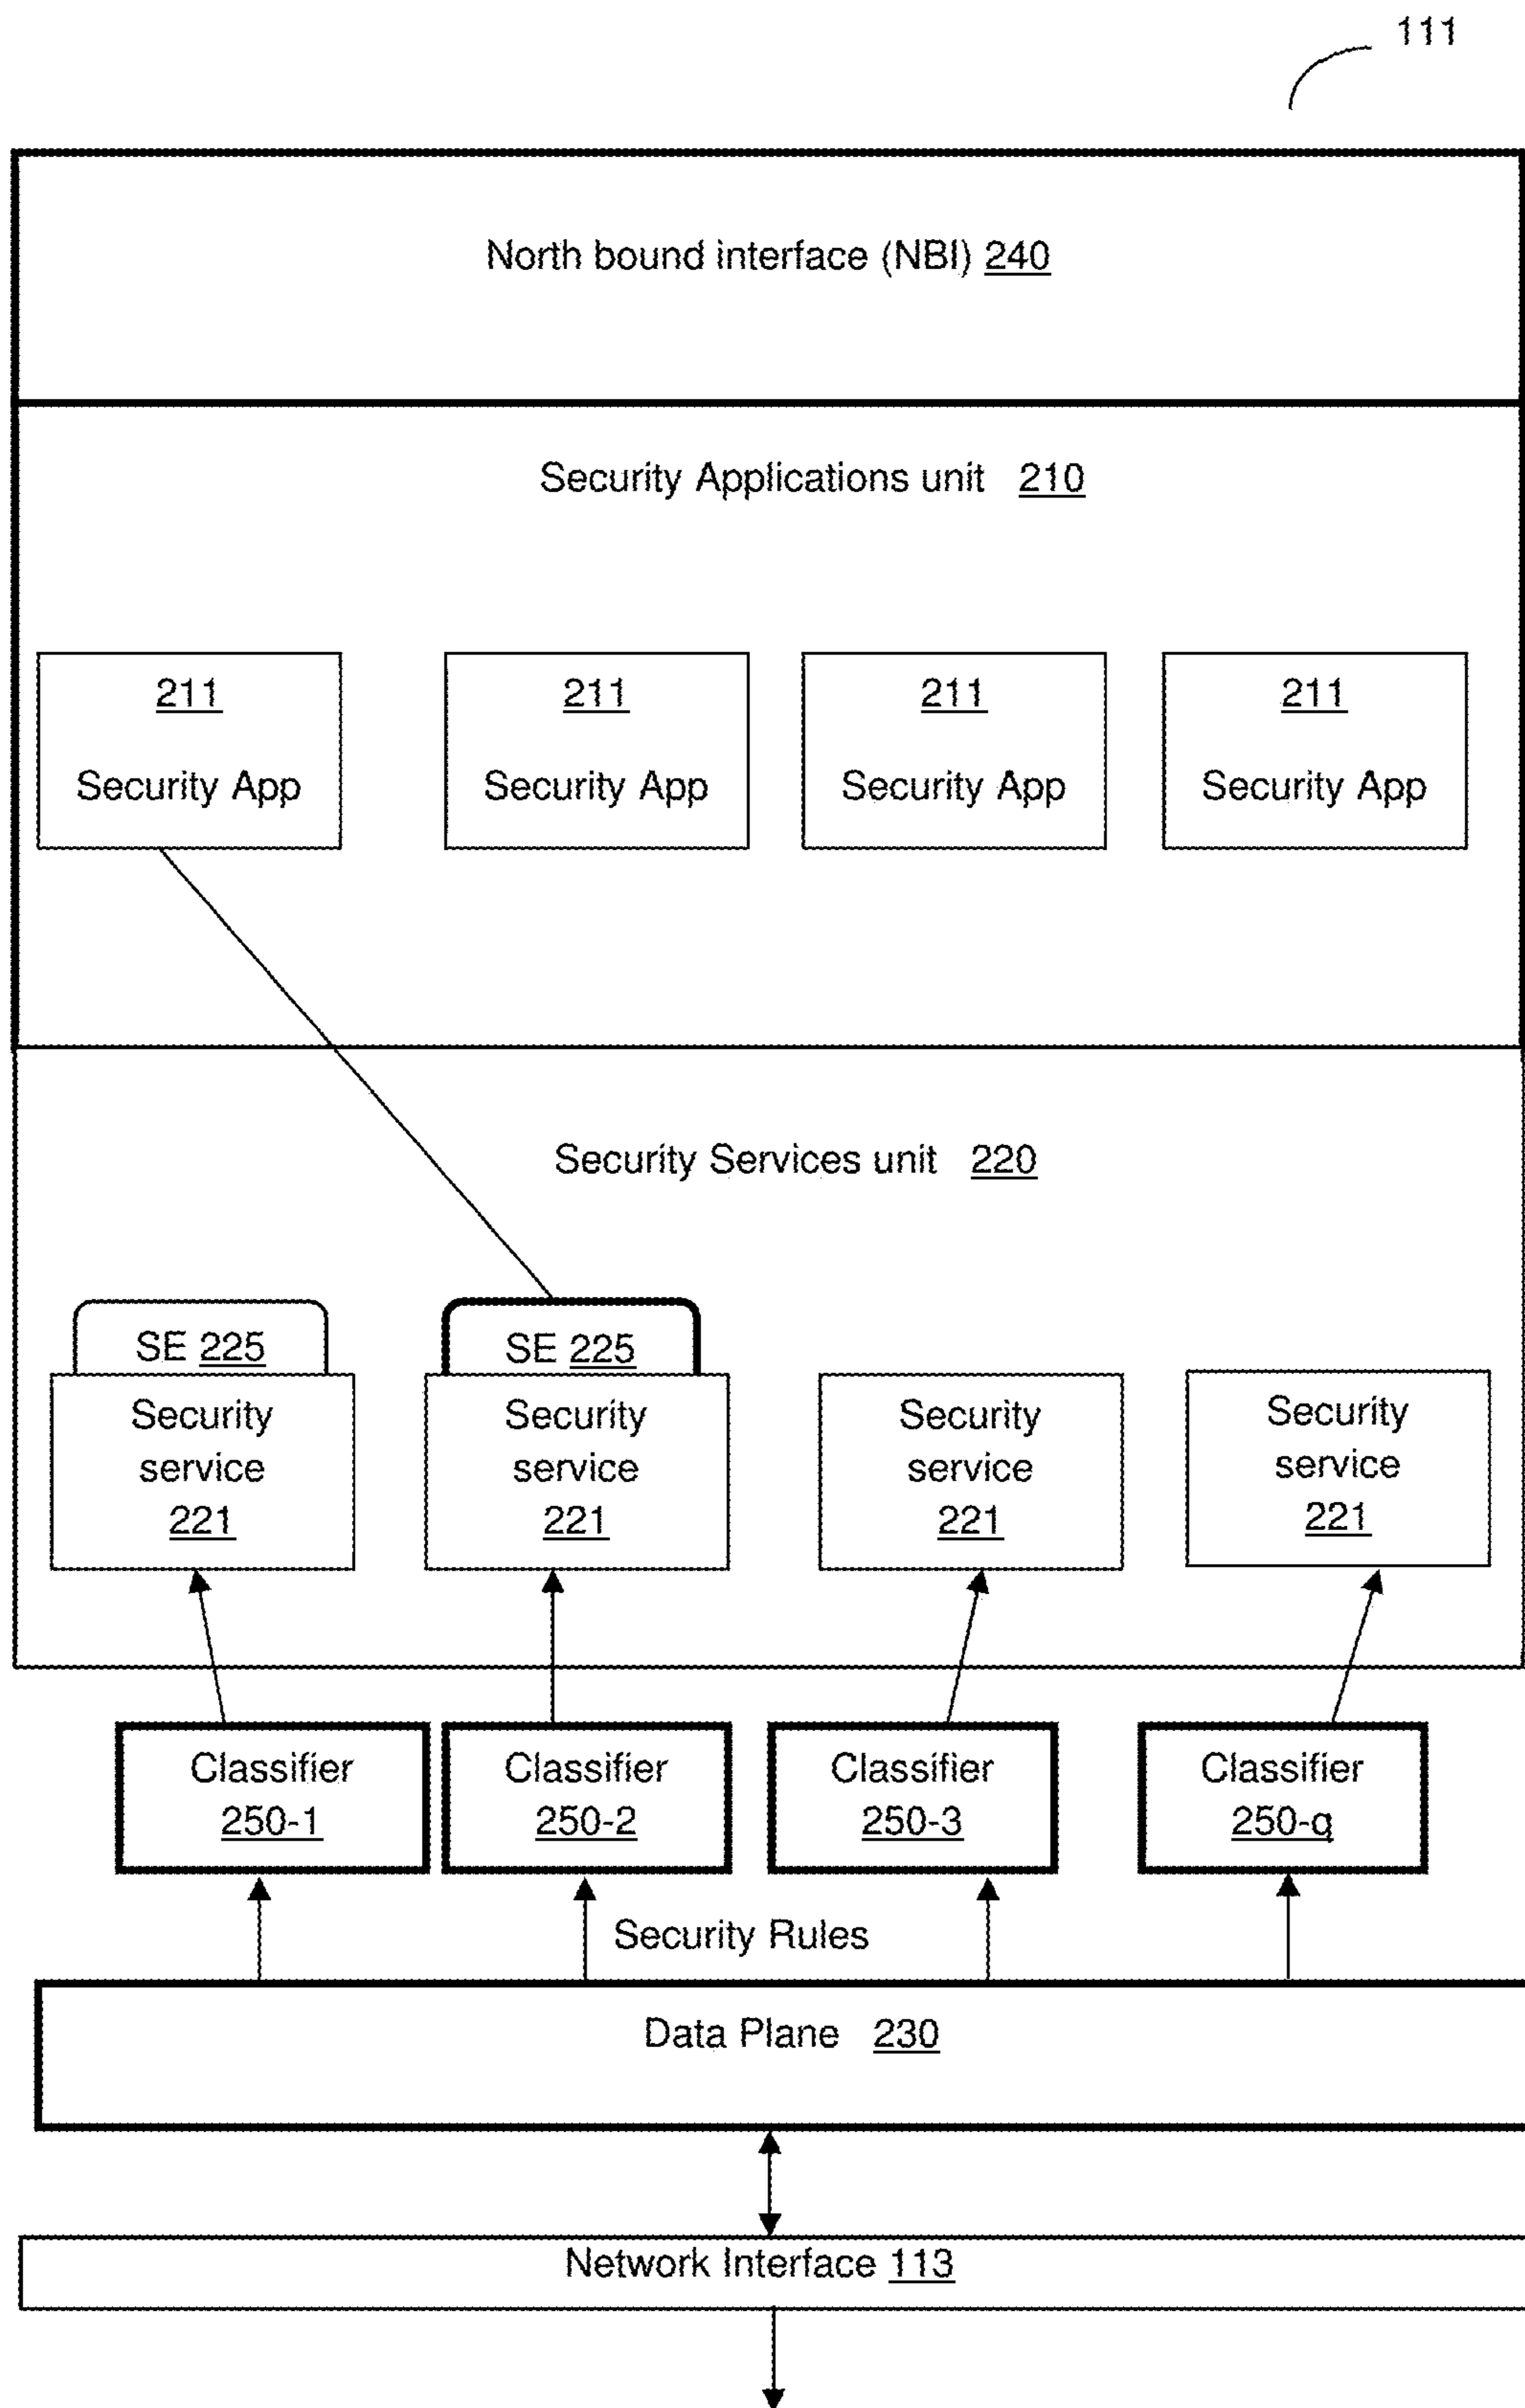 111
North bound interface (NBI) 240
Security Applications unit 210
211
Security App
211
Security App
211
Security App
211
Security App
Security Services unit 220
SE 225
Security
service
221
SE 225
Security
service
221
Security
service
221
Security
service
221
Classifier
250-1
Classifier
250-2
Classifier
250-3
Classifier
250-q
Security Rules
Data Plane 230
Network Interface 113